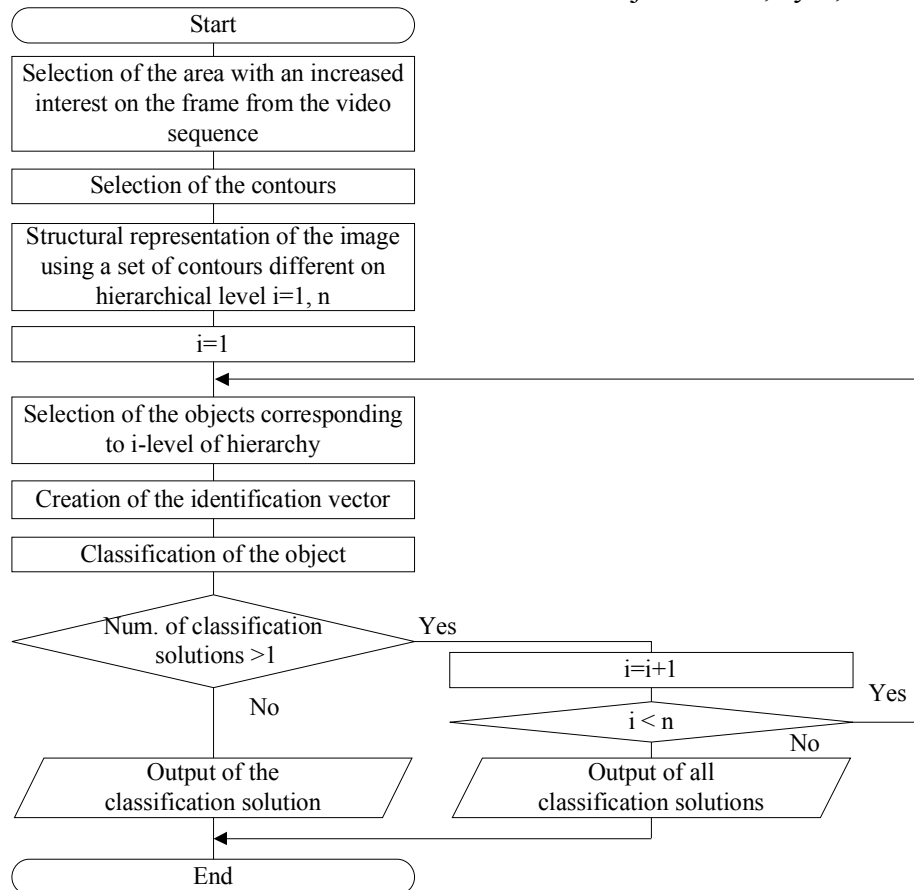 Start
Selection of the area with an increased
interest on the frame from the video
sequence
Selection of the contours
Structural representation of the image
using a set of contours different on
hierarchical level i=1, n
i=1
Selection of the objects corresponding
to i-level of hierarchy
Creation of the identification vector
Classification of the object
Num. of classification
solutions >1
Yes
No
i=i+1
i < n
Yes
No
Output of the
classification solution
Output of all
classification solutions
End